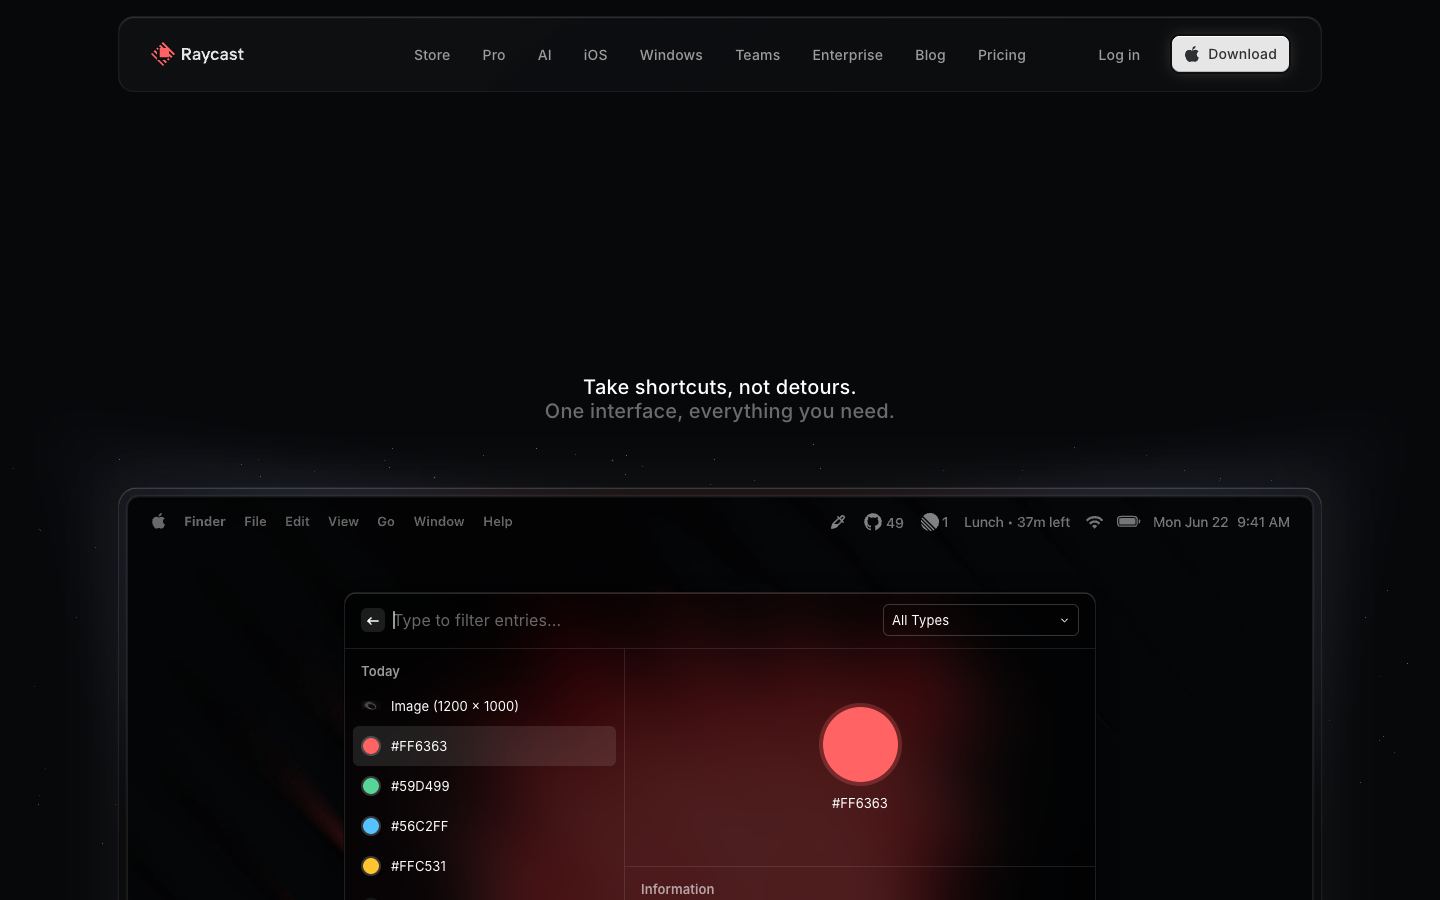 Raycast Store Pro AI iOS Windows Teams Enterprise Blog Pricing Log in Download
Take shortcuts, not detours.
One interface, everything you need.
Finder File Edit View Go Window Help 49 1 Lunch • 37m left Mon Jun 22 9:41 AM
Type to filter entries... All Types
Today
Image (1200 × 1000)
#FF6363
#59D499
#56C2FF
#FFC531
#FF6363
Information